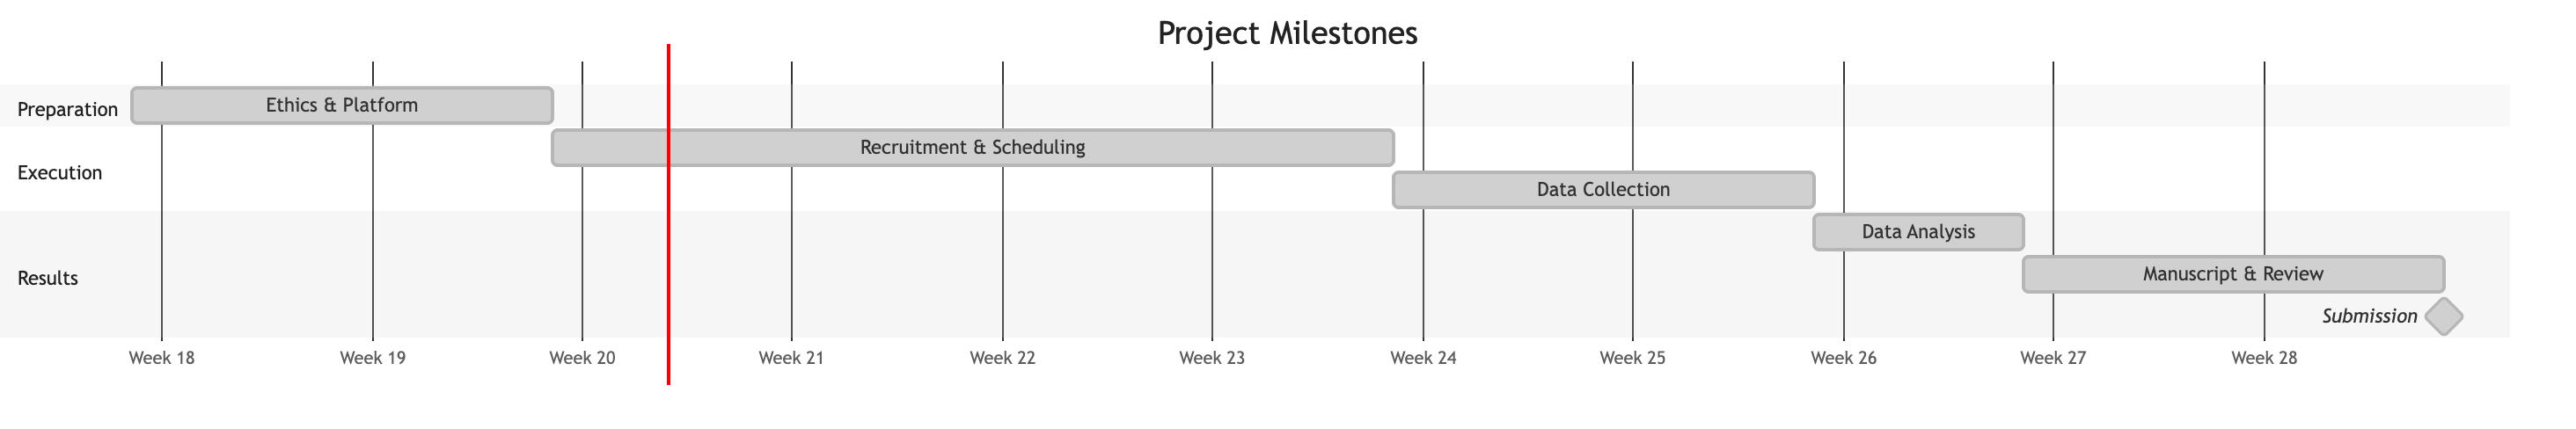 Project Milestones
Preparation
Ethics & Platform
Execution
Recruitment & Scheduling
Data Collection
Results
Data Analysis
Manuscript & Review
Submission
Week 18 Week 19 Week 20 Week 21 Week 22 Week 23 Week 24 Week 25 Week 26 Week 27 Week 28